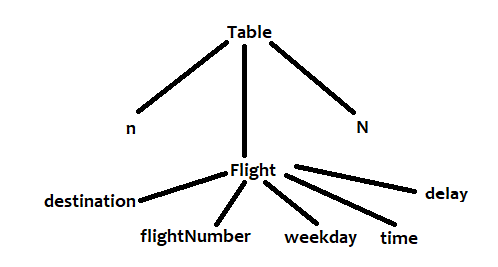 Table
n
N
Flight
destination
delay
flightNumber
weekday
time